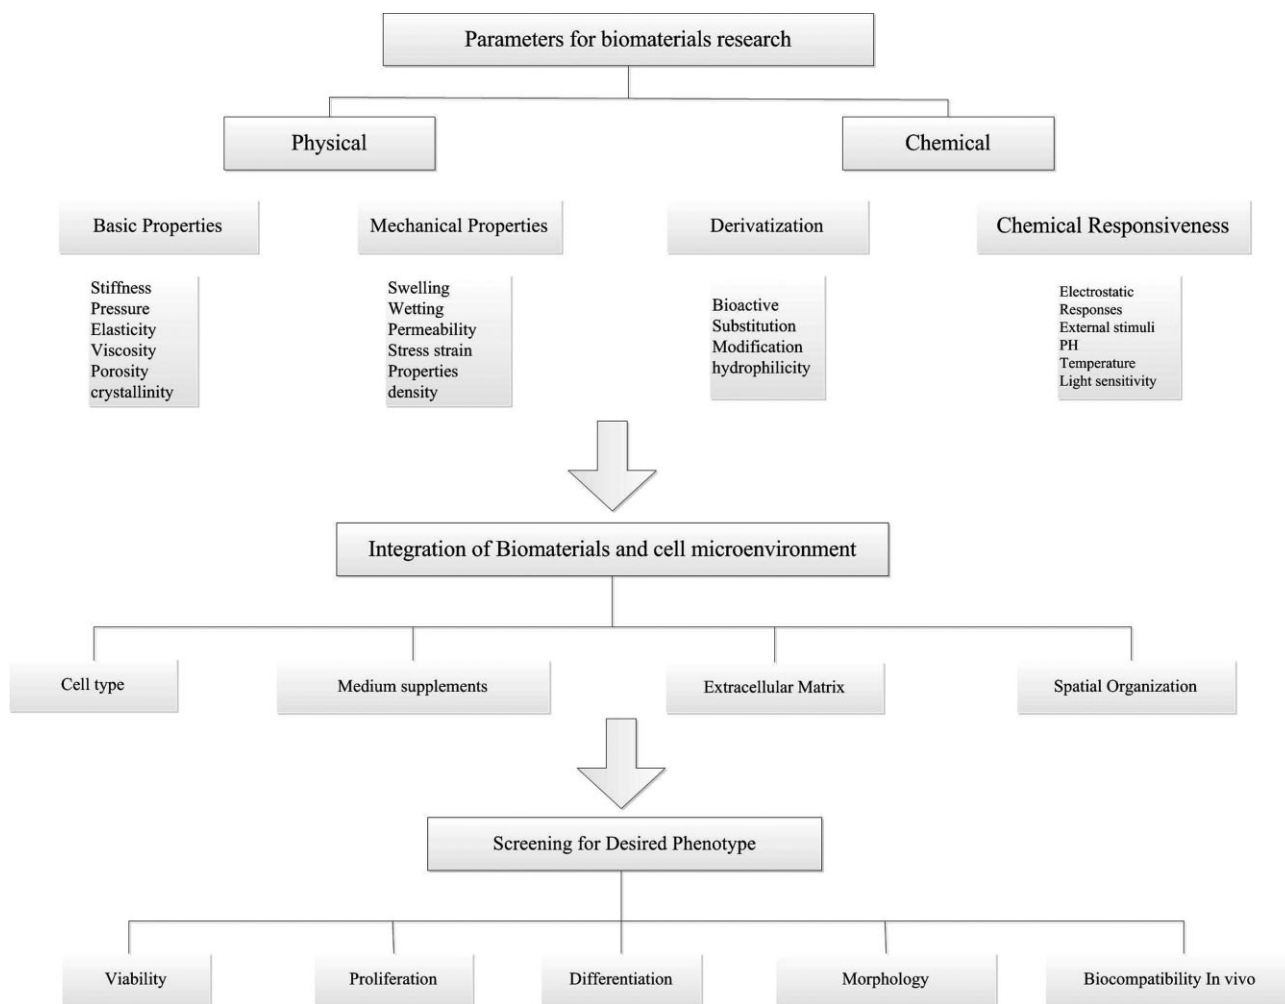 Parameters for biomaterials research
Physical
Chemical
Basic Properties
Mechanical Properties
Derivatization
Chemical Responsiveness
Stiffness
Pressure
Elasticity
Viscosity
Porosity
crystallinity
Swelling
Wetting
Permeability
Stress strain
Properties
density
Bioactive
Substitution
Modification
hydrophilicity
Electrostatic
Responses
External stimuli
PH
Temperature
Light sensitivity
Integration of Biomaterials and cell microenvironment
Cell type
Medium supplements
Extracellular Matrix
Spatial Organization
Screening for Desired Phenotype
Viability
Proliferation
Differentiation
Morphology
Biocompatibility In vivo